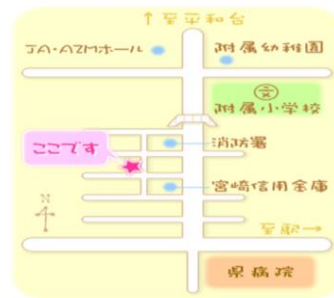 ↑至平和台
JA・AZMホール
附属幼稚園
文
附属小学校
消防署
ここです
宮崎信用金庫
N
至駅→
県病院